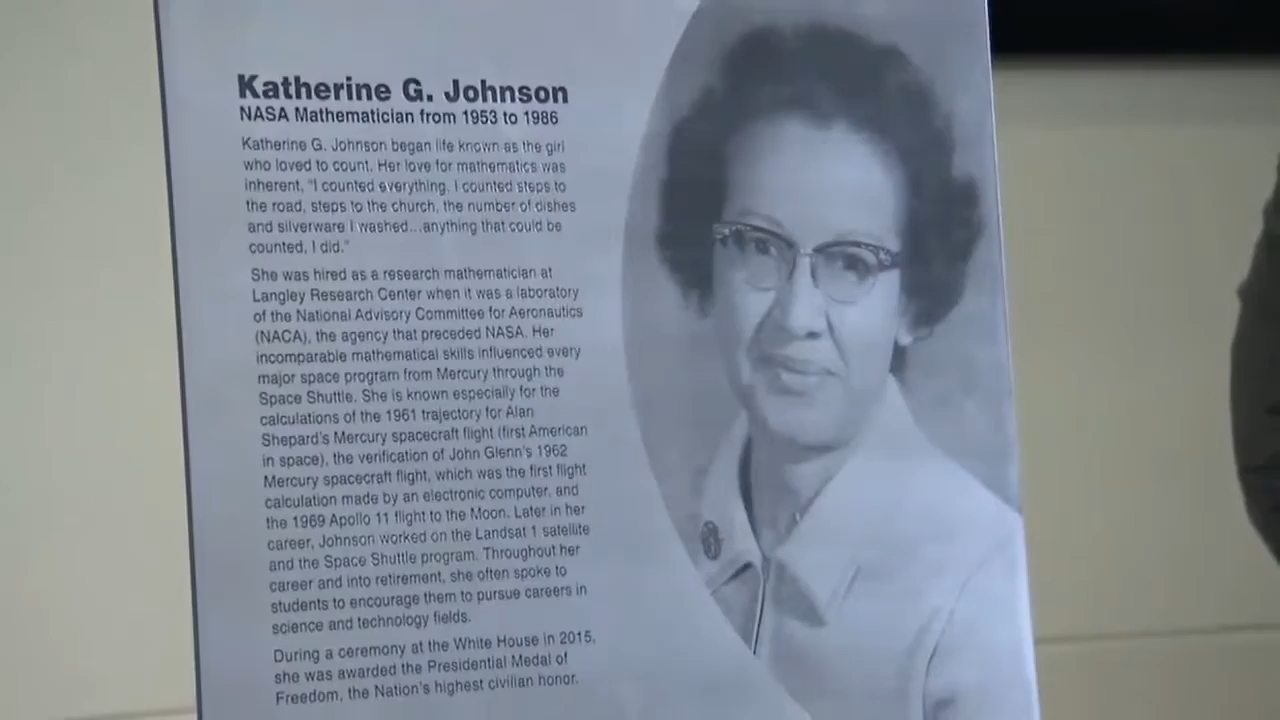 Katherine G. Johnson
NASA Mathematician from 1953 to 1986
Katherine G. Johnson began life known as the girl
who loved to count. Her love for mathematics was
inherent, "I counted everything. I counted steps to
the road, steps to the church, the number of dishes
and silverware I washed...anything that could be
counted, I did."
She was hired as a research mathematician at
Langley Research Center when it was a laboratory
of the National Advisory Committee for Aeronautics
(NACA), the agency that preceded NASA. Her
incomparable mathematical skills influenced every
major space program from Mercury through the
Space Shuttle. She is known especially for the
calculations of the 1961 trajectory for Alan
Shepard's Mercury spacecraft flight (first American
in space), the verification of John Glenn's 1962
Mercury spacecraft flight, which was the first flight
calculation made by an electronic computer, and
the 1969 Apollo 11 flight to the Moon. Later in her
career, Johnson worked on the Landsat 1 satellite
and the Space Shuttle program. Throughout her
career and into retirement, she often spoke to
students to encourage them to pursue careers in
science and technology fields.
During a ceremony at the White House in 2015,
she was awarded the Presidential Medal of
Freedom, the Nation's highest civilian honor.